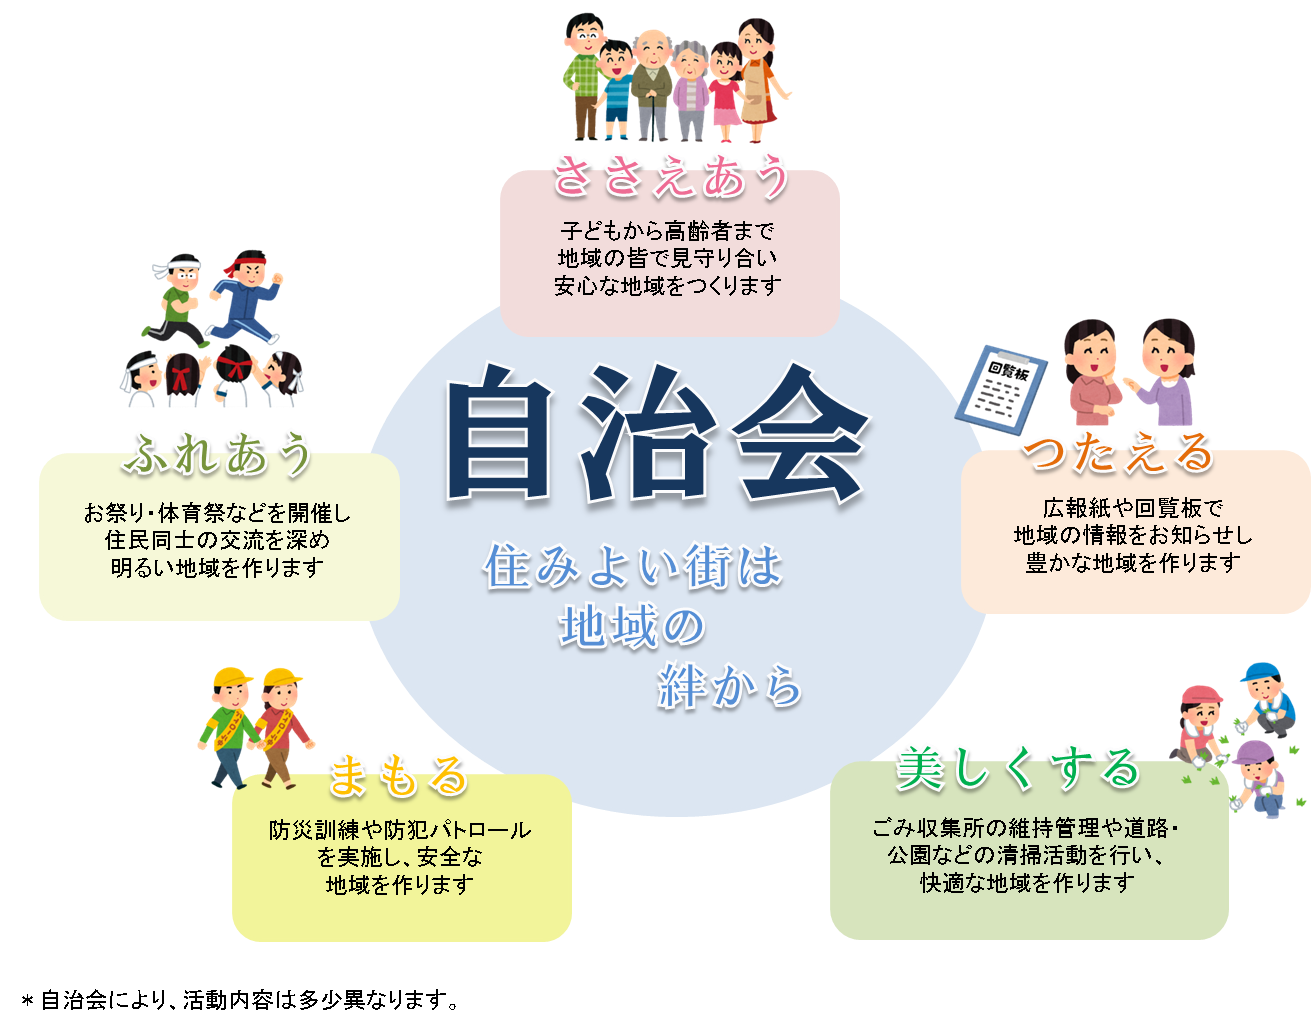 ささえあう
子どもから高齢者まで
地域の皆で見守り合い
安心な地域をつくります
ふれあう
お祭り・体育祭などを開催し
住民同士の交流を深め
明るい地域を作ります
自治会
住みよい街は
地域の
絆から
回覧板
つたえる
広報紙や回覧板で
地域の情報をお知らせし
豊かな地域を作ります
まもる
防災訓練や防犯パトロール
を実施し、安全な
地域を作ります
美しくする
ごみ収集所の維持管理や道路・
公園などの清掃活動を行い、
快適な地域を作ります
＊自治会により、活動内容は多少異なります。